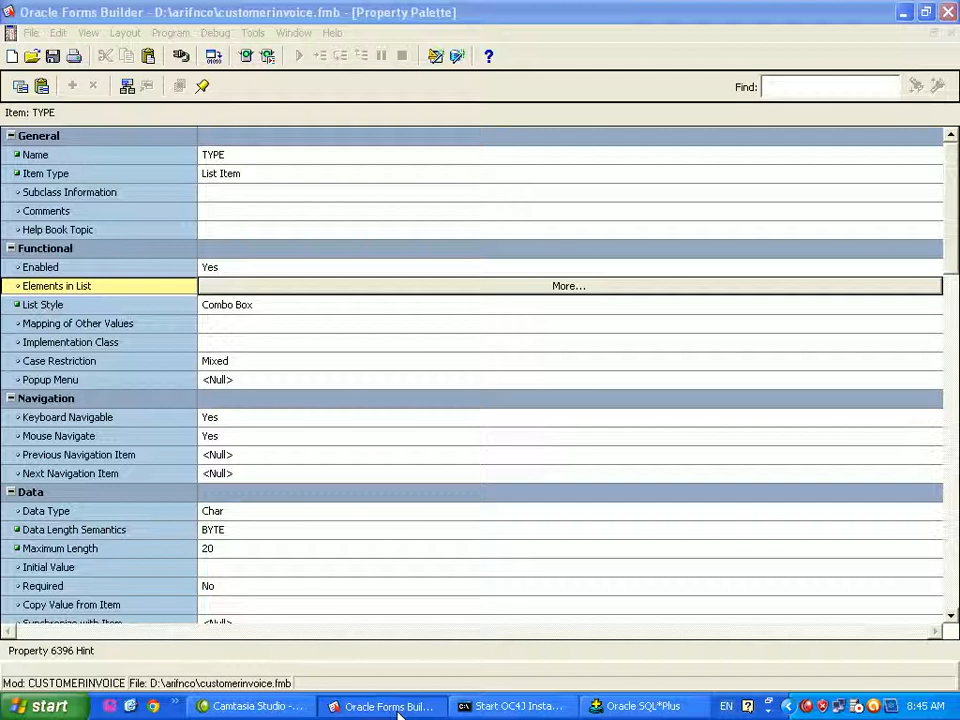 Oracle Forms Builder - D:\arifnco\customerinvoice.fmb - [Property Palette]
File Edit View Layout Program Debug Tools Window Help
Find:
Item: TYPE
General
Name TYPE
Item Type List Item
Subclass Information
Comments
Help Book Topic
Functional
Enabled Yes
Elements in List More...
List Style Combo Box
Mapping of Other Values
Implementation Class
Case Restriction Mixed
Popup Menu <Null>
Navigation
Keyboard Navigable Yes
Mouse Navigate Yes
Previous Navigation Item <Null>
Next Navigation Item <Null>
Data
Data Type Char
Data Length Semantics BYTE
Maximum Length 20
Initial Value
Required No
Copy Value from Item
Synchronize with Item <Null>
Property 6396 Hint
Mod: CUSTOMERINVOICE File: D:\arifnco\customerinvoice.fmb
start Camtasia Studio -... Oracle Forms Buil... Start OC4J Insta... Oracle SQL*Plus EN 8:45 AM